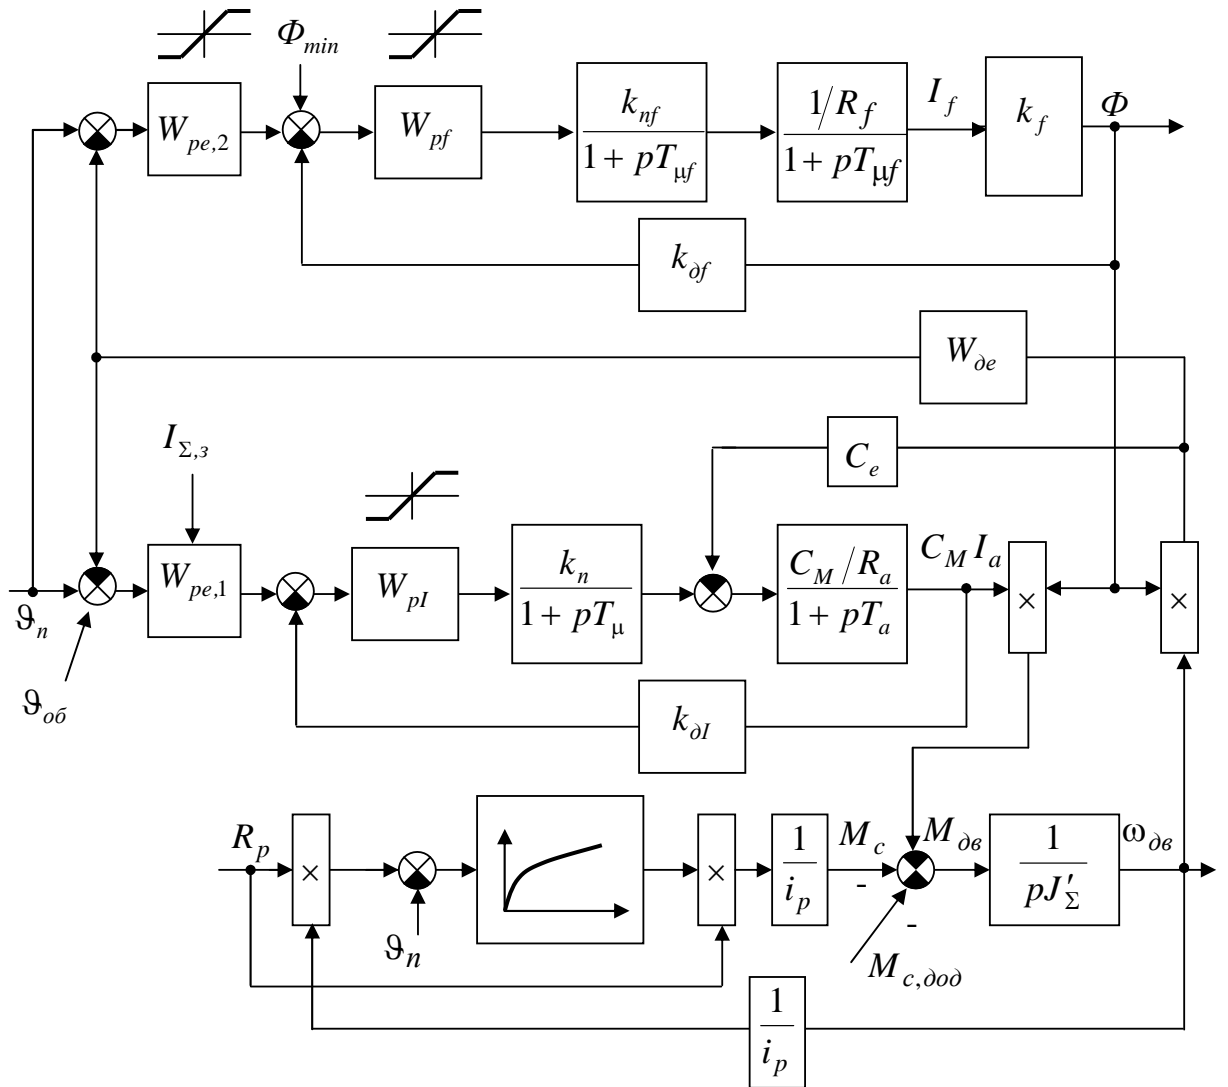 Φ_min
W_pe,2
W_pf
k_nf
1 + pT_μf
1/R_f
1 + pT_μf
I_f
k_f
Φ
k_∂f
W_∂e
I_Σ,з
C_e
W_pe,1
W_pI
k_n
1 + pT_μ
C_M/R_a
1 + pT_a
C_M I_a
×
×
ϑ_n
ϑ_об
k_∂I
R_p
×
×
1
i_p
M_c
-
M_∂в
1
pJ′_Σ
ω_∂в
ϑ_n
-
M_c,∂о∂
1
i_p